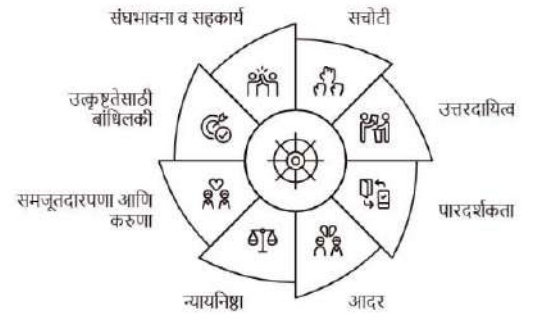 संघभावना व सहकार्य
सचोटी
उत्कृष्टतेसाठी
बांधिलकी
उत्तरदायित्व
समजूतदारपणा आणि
करुणा
पारदर्शकता
न्यायनिष्ठा
आदर